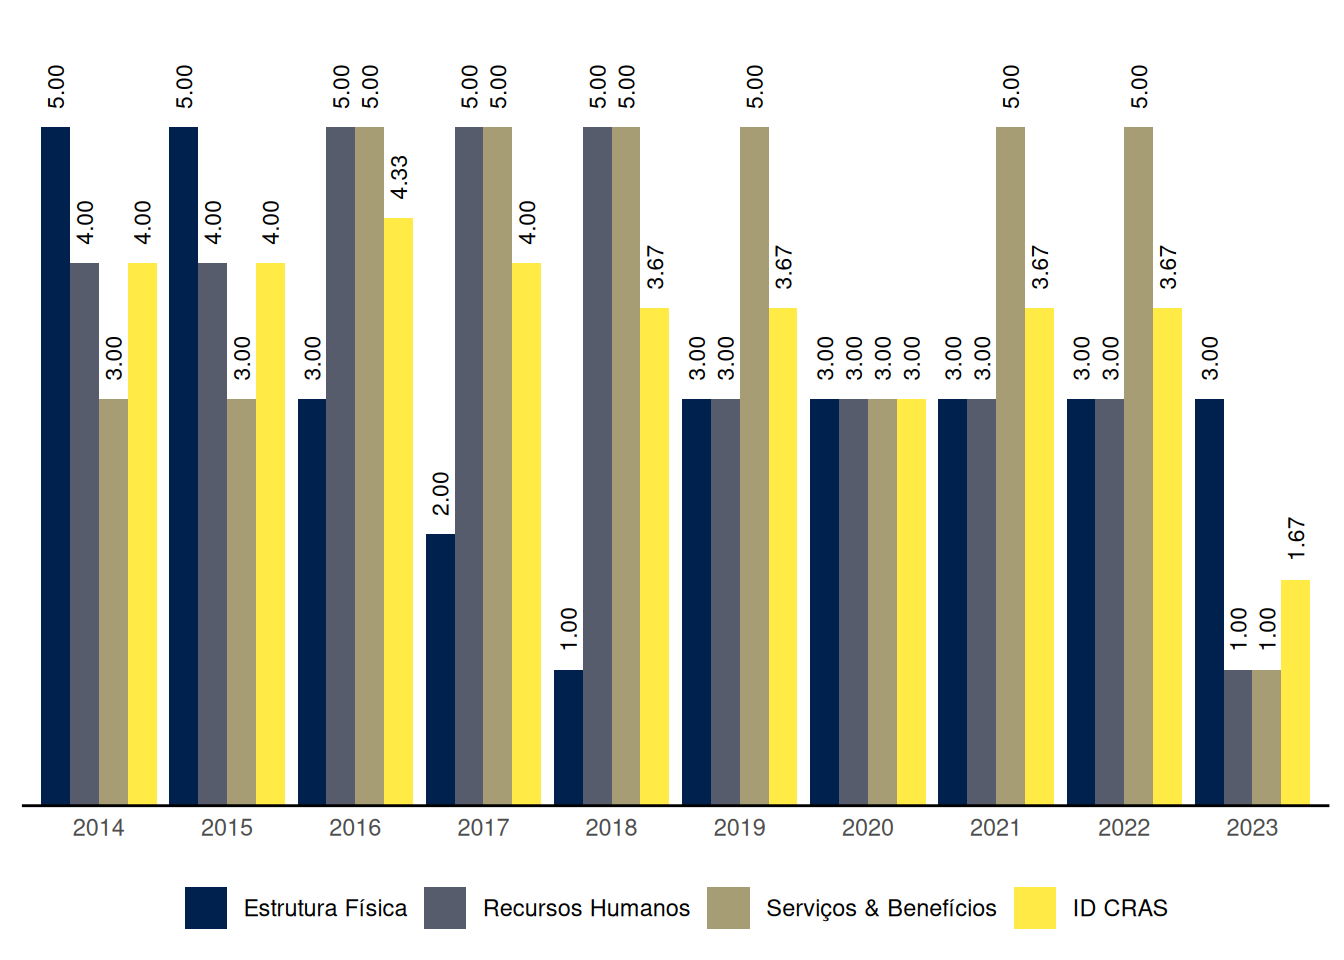 5.00 4.00 3.00 4.00 5.00 4.00 3.00 4.00 3.00 5.00 5.00 4.33 2.00 5.00 5.00 4.00 1.00 5.00 5.00 3.67 3.00 3.00 5.00 3.67 3.00 3.00 3.00 3.00 3.00 3.00 5.00 3.67 3.00 3.00 5.00 3.67 3.00 1.00 1.00 1.67
2014 2015 2016 2017 2018 2019 2020 2021 2022 2023
Estrutura Física Recursos Humanos Serviços & Benefícios ID CRAS